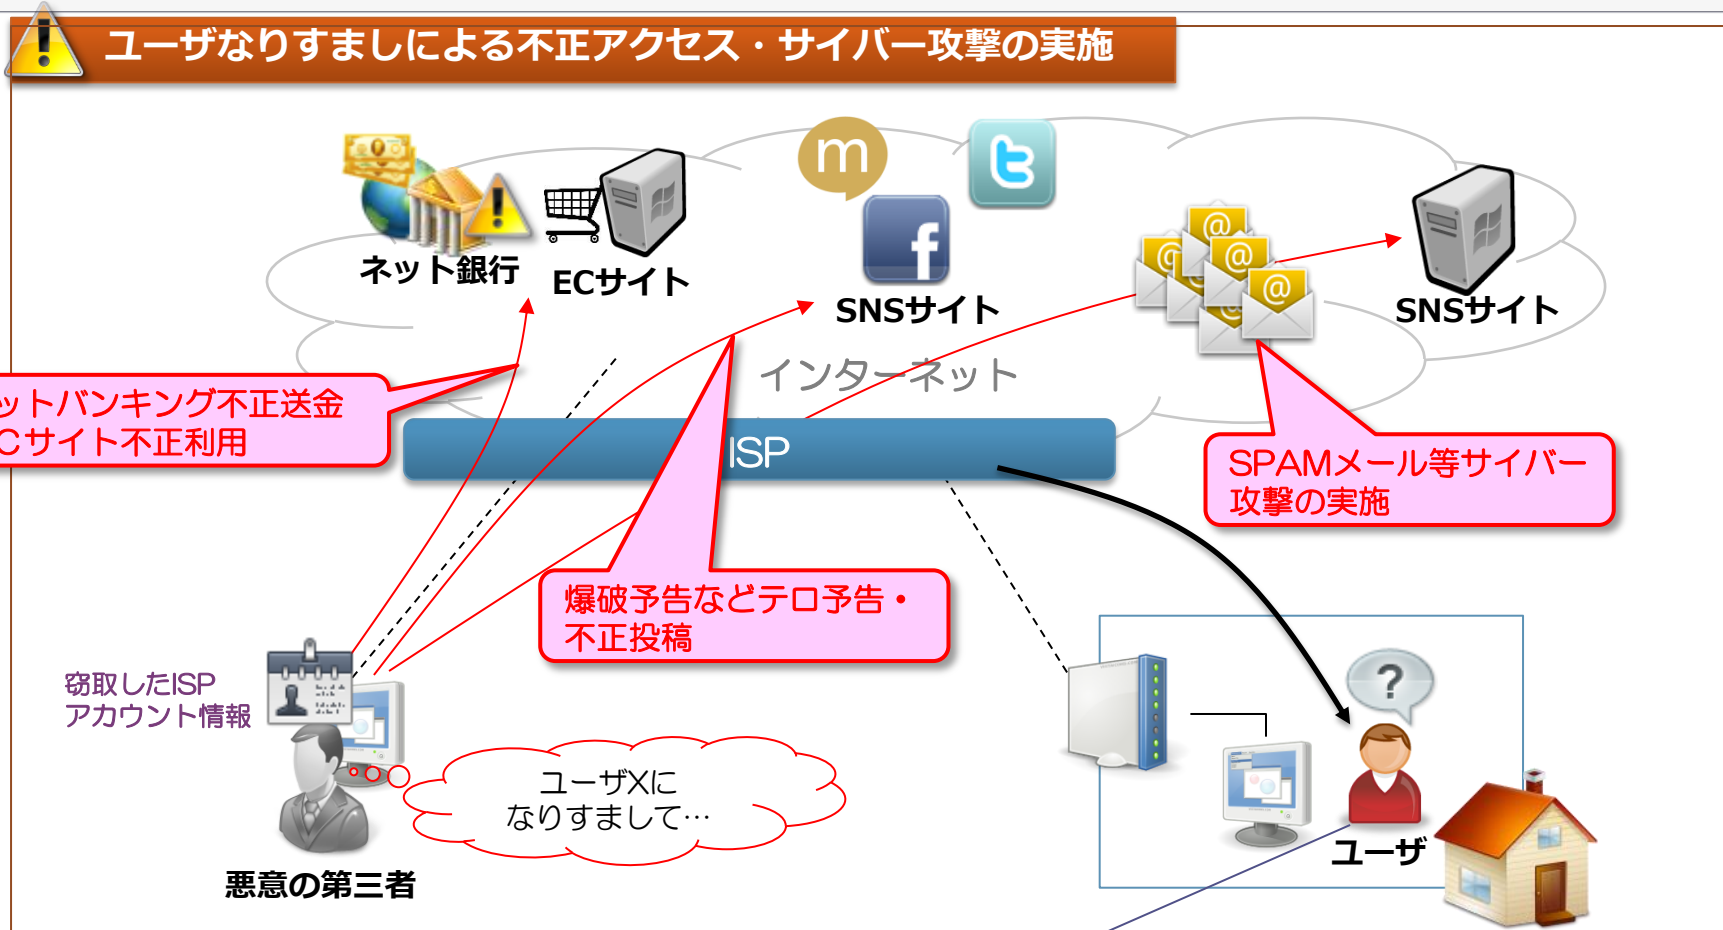 ユーザなりすましによる不正アクセス・サイバー攻撃の実施
m
t
f
@
@
@
@
@
@
ネット銀行
ECサイト
SNSサイト
SNSサイト
インターネット
ットバンキング不正送金
Cサイト不正利用
ISP
SPAMメール等サイバー
攻撃の実施
爆破予告などテロ予告・
不正投稿
窃取したISP
アカウント情報
?
ユーザXに
なりすまして…
ユーザ
悪意の第三者